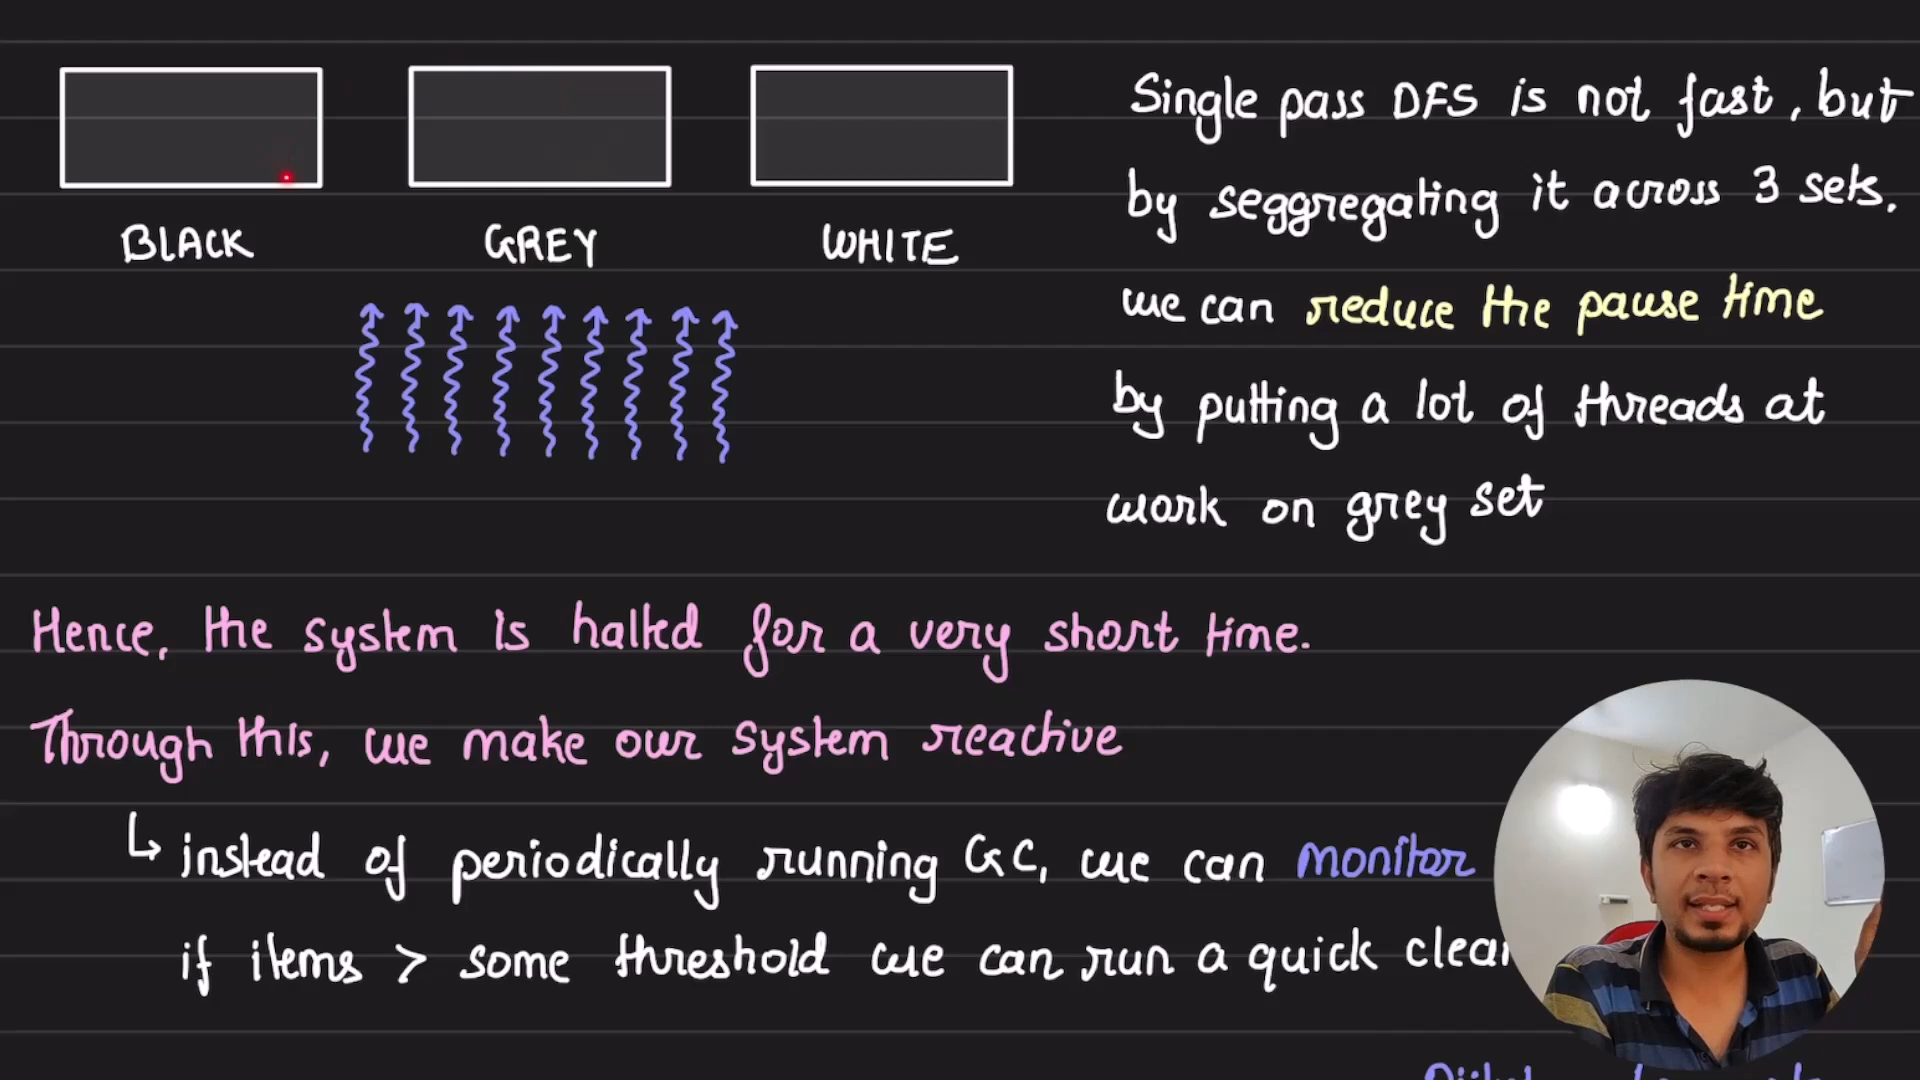 BLACK GREY WHITE
Single pass DFS is not fast, but
by seggregating it across 3 sets.
we can reduce the pause time
by putting a lot of threads at
work on grey set
Hence, the system is halted for a very short time.
Through this, we make our system reactive
↳ instead of periodically running GC, we can monitor
if items > some threshold we can run a quick